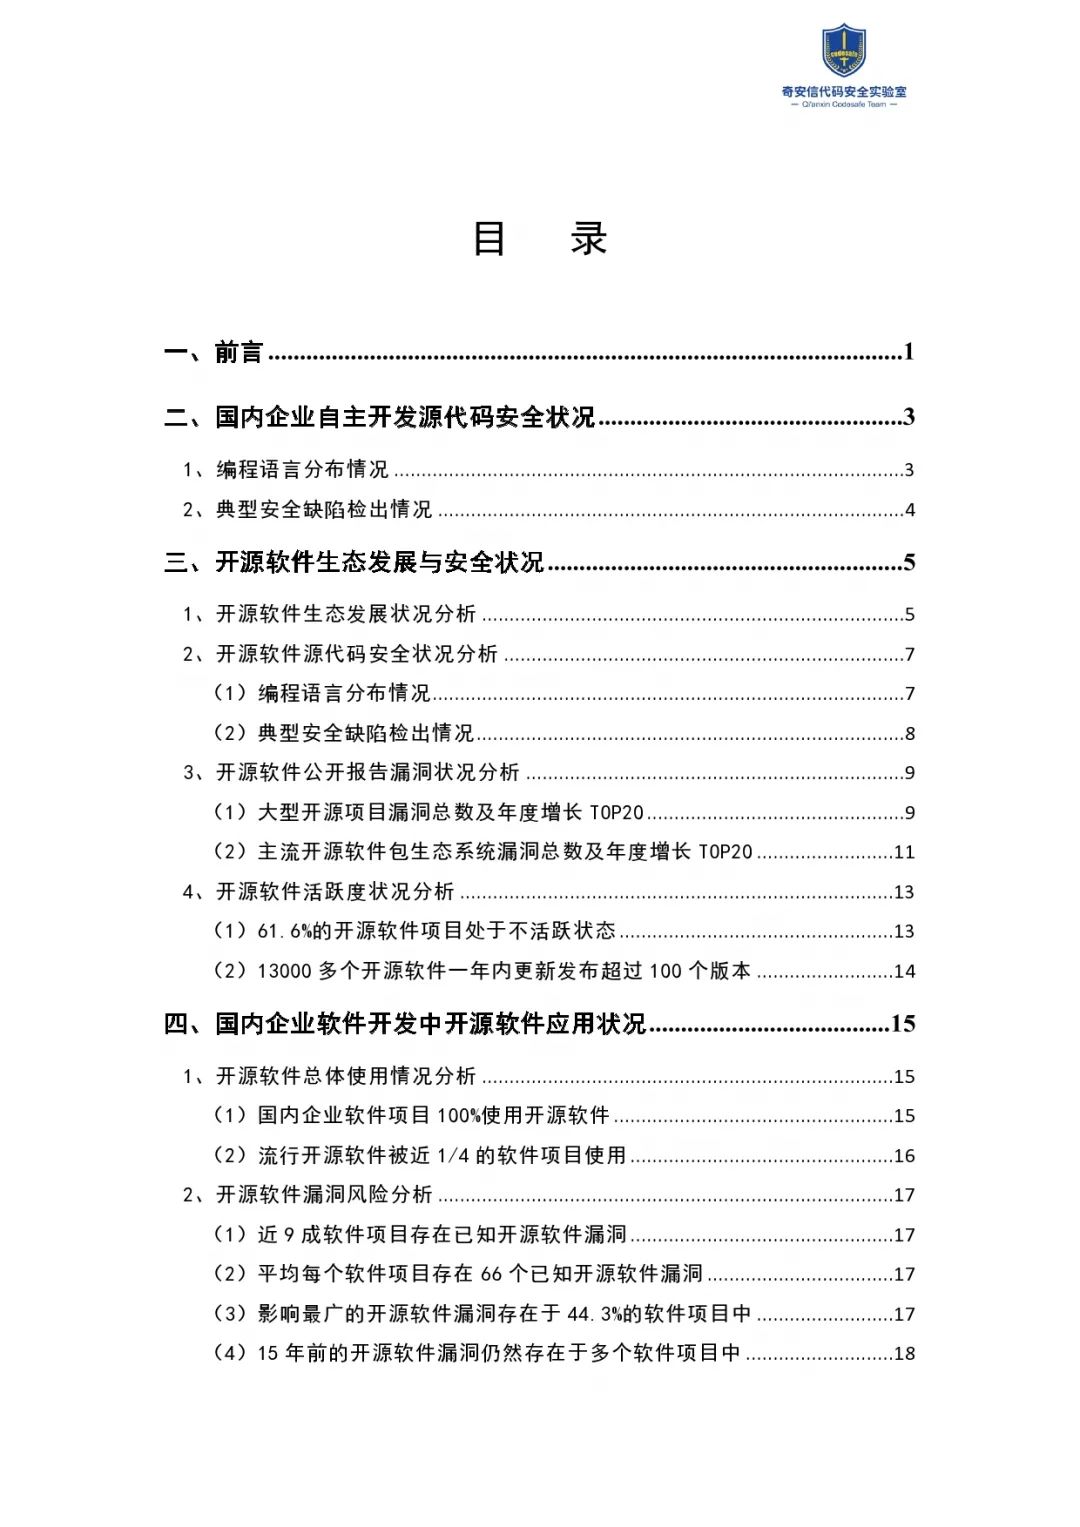 codesafe
奇安信代码安全实验室
— Qi'anxin Codesafe Team —
目 录
一、前言..........1
二、国内企业自主开发源代码安全状况..........3
1、编程语言分布情况..........3
2、典型安全缺陷检出情况..........4
三、开源软件生态发展与安全状况..........5
1、开源软件生态发展状况分析..........5
2、开源软件源代码安全状况分析..........7
（1）编程语言分布情况..........7
（2）典型安全缺陷检出情况..........8
3、开源软件公开报告漏洞状况分析..........9
（1）大型开源项目漏洞总数及年度增长 TOP20..........9
（2）主流开源软件包生态系统漏洞总数及年度增长 TOP20..........11
4、开源软件活跃度状况分析..........13
（1）61.6%的开源软件项目处于不活跃状态..........13
（2）13000 多个开源软件一年内更新发布超过 100 个版本..........14
四、国内企业软件开发中开源软件应用状况..........15
1、开源软件总体使用情况分析..........15
（1）国内企业软件项目 100%使用开源软件..........15
（2）流行开源软件被近 1/4 的软件项目使用..........16
2、开源软件漏洞风险分析..........17
（1）近 9 成软件项目存在已知开源软件漏洞..........17
（2）平均每个软件项目存在 66 个已知开源软件漏洞..........17
（3）影响最广的开源软件漏洞存在于 44.3%的软件项目中..........17
（4）15 年前的开源软件漏洞仍然存在于多个软件项目中..........18